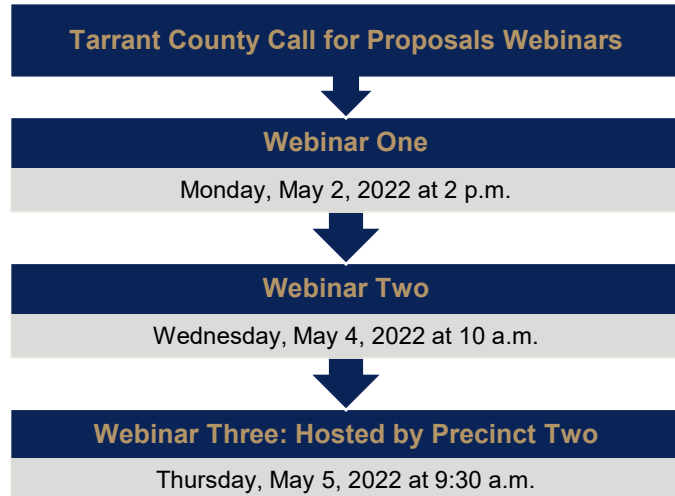 Tarrant County Call for Proposals Webinars
Webinar One
Monday, May 2, 2022 at 2 p.m.
Webinar Two
Wednesday, May 4, 2022 at 10 a.m.
Webinar Three: Hosted by Precinct Two
Thursday, May 5, 2022 at 9:30 a.m.